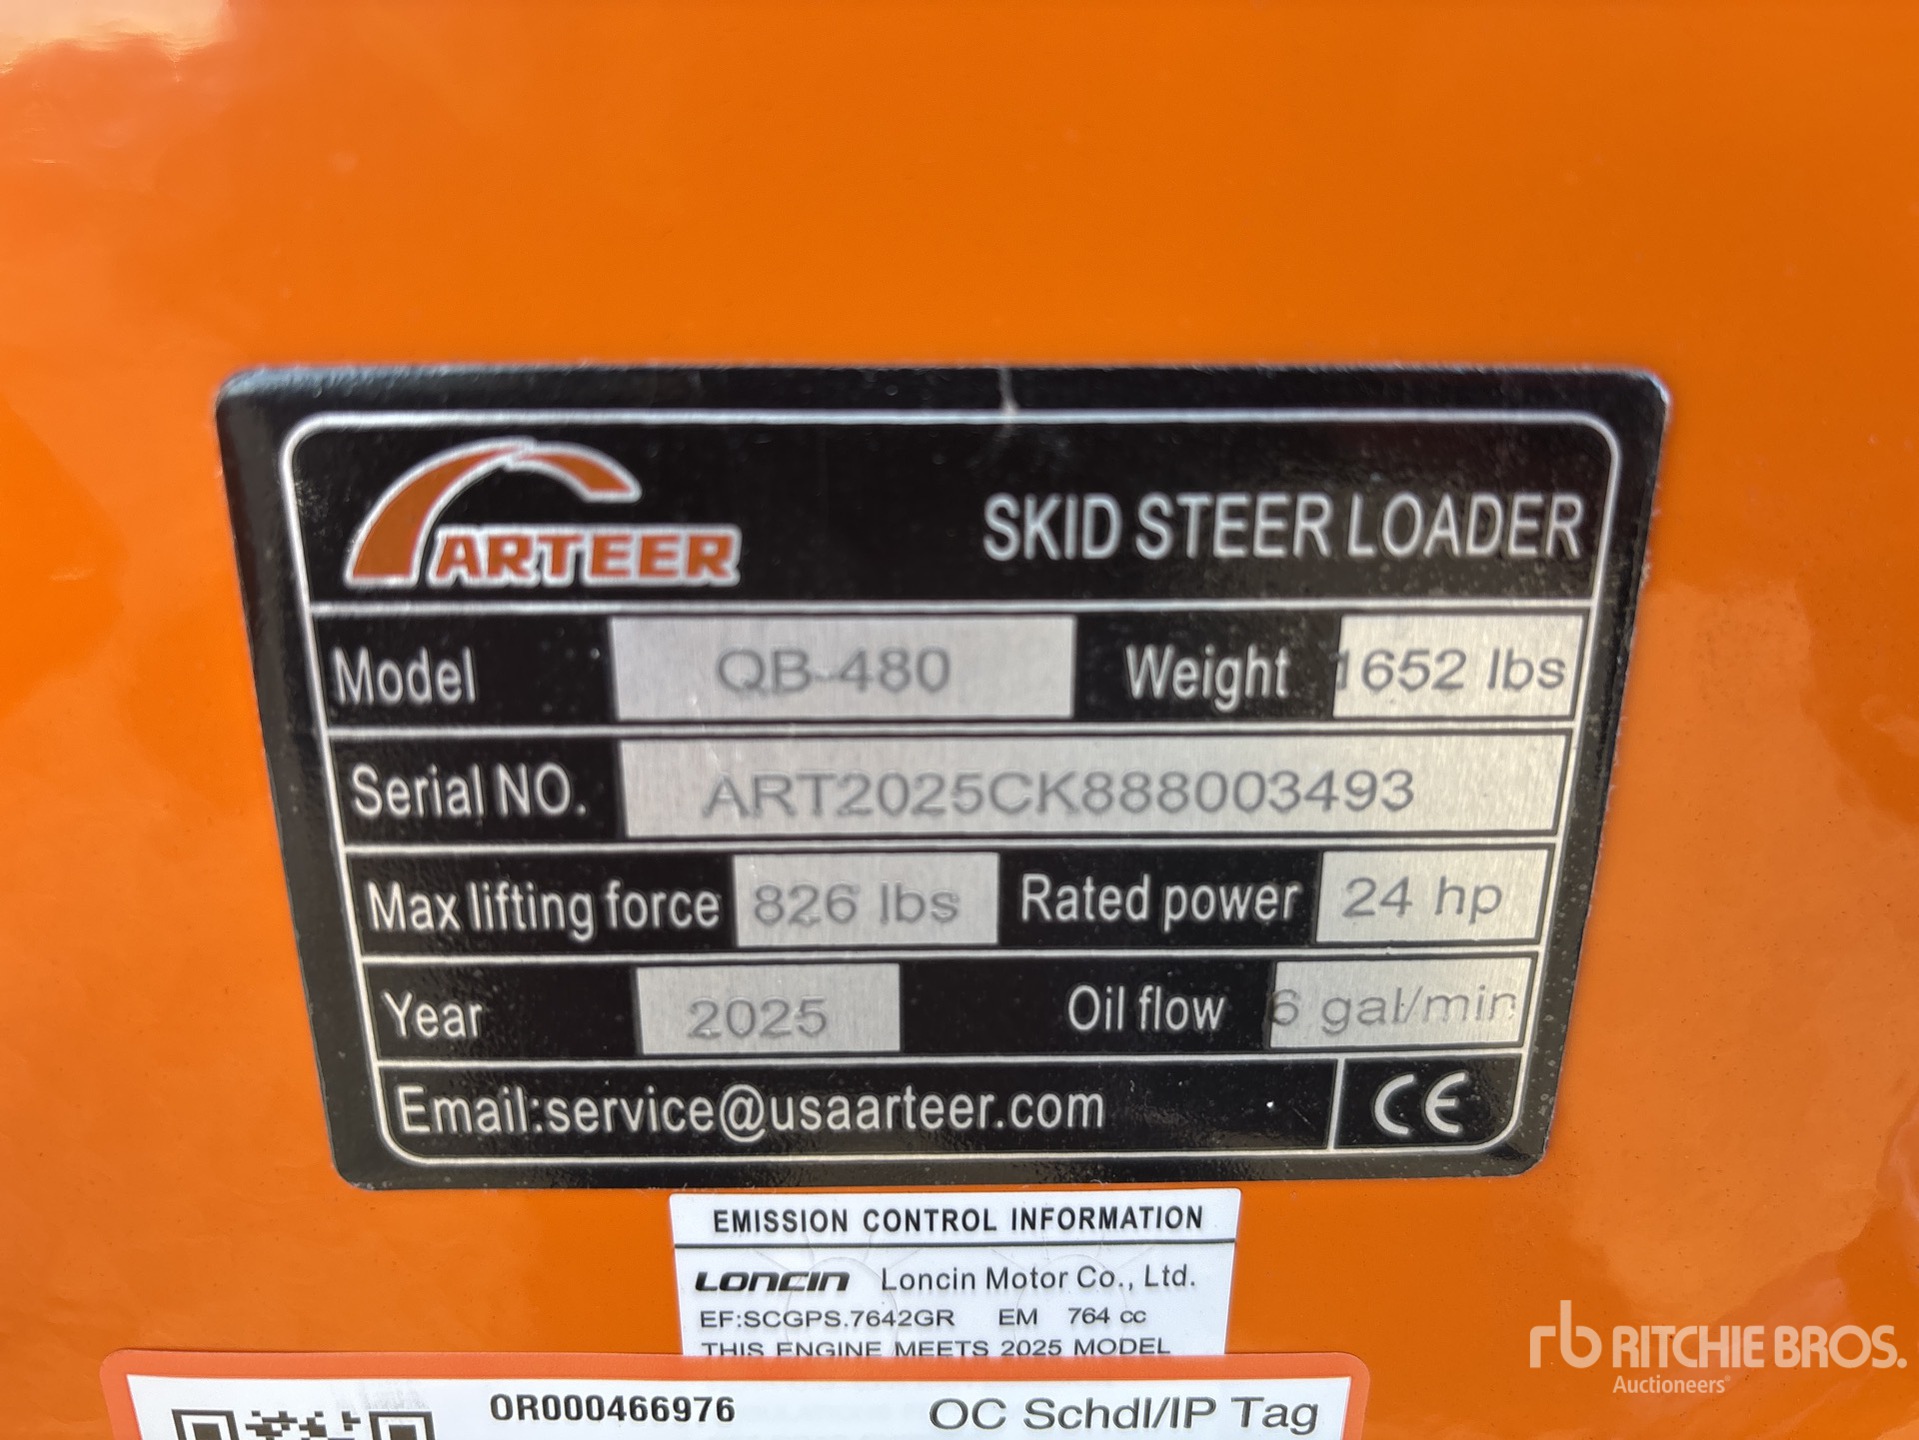 ARTEER
SKID STEER LOADER
Model QB-480 Weight 1652 lbs
Serial NO. ART2025CK888003493
Max lifting force 826 lbs Rated power 24 hp
Year 2025 Oil flow 6 gal/min
Email:service@usaarteer.com CE
EMISSION CONTROL INFORMATION
LONCIN Loncin Motor Co., Ltd.
EF:SCGPS.7642GR EM 764 cc
THIS ENGINE MEETS 2025 MODEL
OR000466976 OC Schdl/IP Tag
rb RITCHIE BROS.
Auctioneers